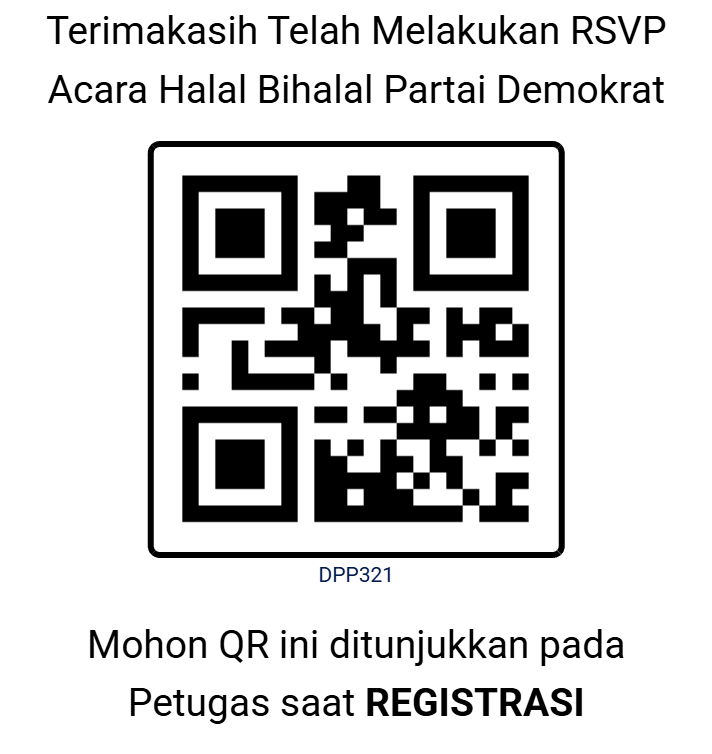 Terimakasih Telah Melakukan RSVP
Acara Halal Bihalal Partai Demokrat
DPP321
Mohon QR ini ditunjukkan pada
Petugas saat REGISTRASI